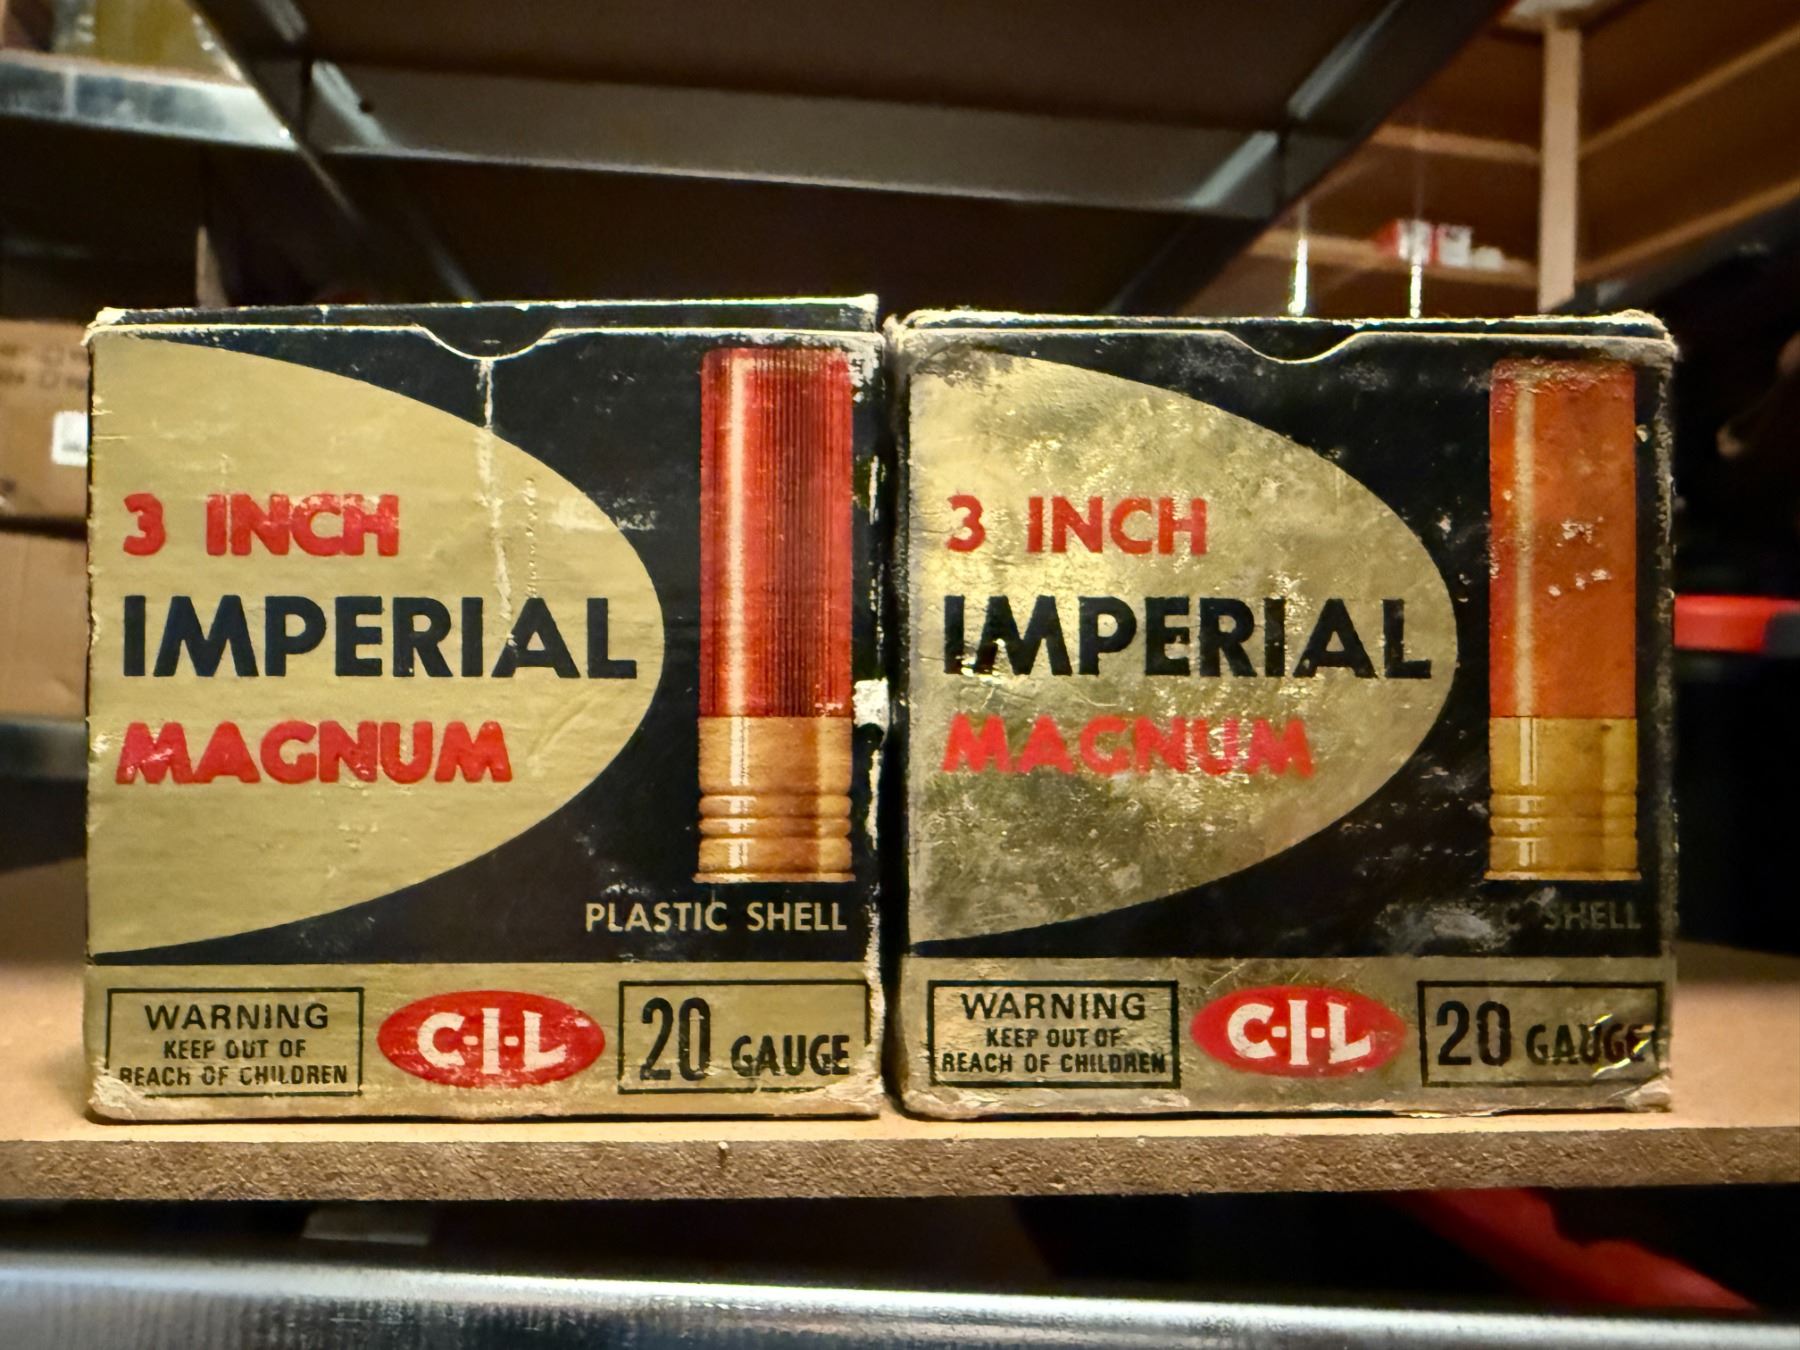 3 INCH
IMPERIAL
MAGNUM
PLASTIC SHELL
WARNING
KEEP OUT OF
REACH OF CHILDREN
C-I-L
20 GAUGE
3 INCH
IMPERIAL
MAGNUM
SHELL
WARNING
KEEP OUT OF
REACH OF CHILDREN
C-I-L
20 GAUGE